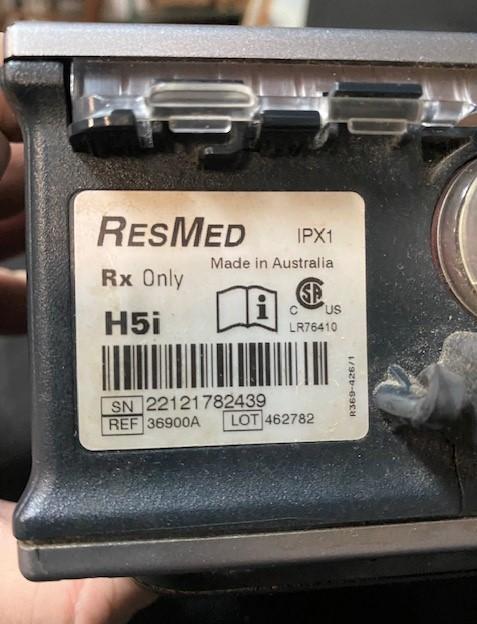 RESMED IPX1
Made in Australia
Rx Only
SA
C US
H5i
LR76410
SN 22121782439
REF 36900A LOT 462782
R369-426/1